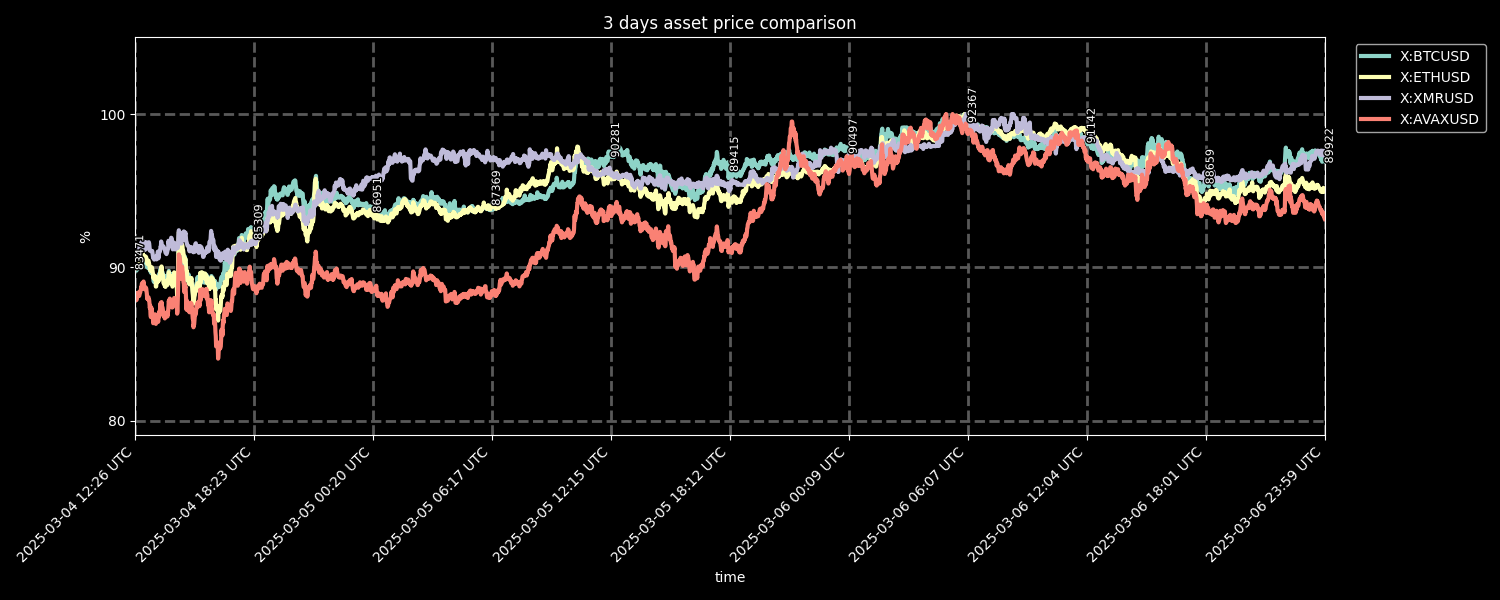 3 days asset price comparison
X:BTCUSD
X:ETHUSD
X:XMRUSD
X:AVAXUSD
%
100
90
80
83471
85309
86951
87369
90281
89415
90497
92367
91142
88659
89922
2025-03-04 12:26 UTC
2025-03-04 18:23 UTC
2025-03-05 00:20 UTC
2025-03-05 06:17 UTC
2025-03-05 12:15 UTC
2025-03-05 18:12 UTC
2025-03-06 00:09 UTC
2025-03-06 06:07 UTC
2025-03-06 12:04 UTC
2025-03-06 18:01 UTC
2025-03-06 23:59 UTC
time